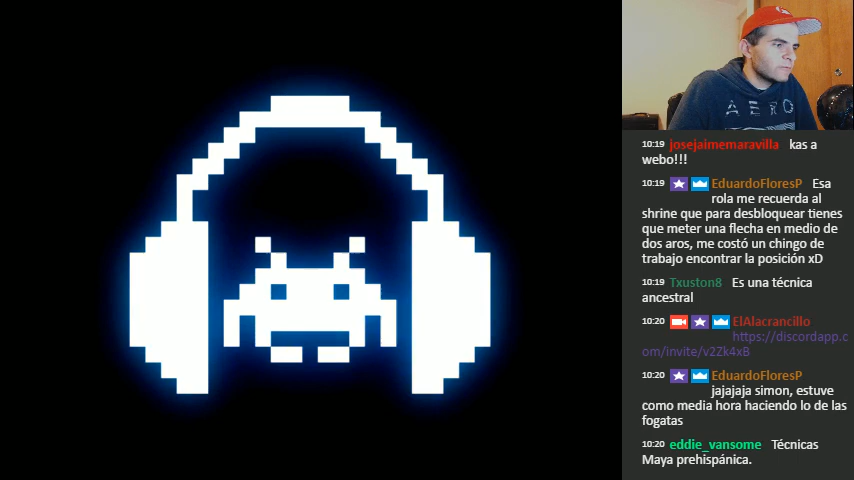 AERO
10:19 josejaimemaravilla kas a
webo!!!
10:19 EduardoFloresP Esa
rola me recuerda al
shrine que para desbloquear tienes
que meter una flecha en medio de
dos aros, me costó un chingo de
trabajo encontrar la posición xD
10:19 Txuston8 Es una técnica
ancestral
10:20 ElAlacrancillo
https://discordapp.c
om/invite/v2Zk4xB
10:20 EduardoFloresP
jajajaja simon, estuve
como media hora haciendo lo de las
fogatas
10:20 eddie_vansome Técnicas
Maya prehispánica.